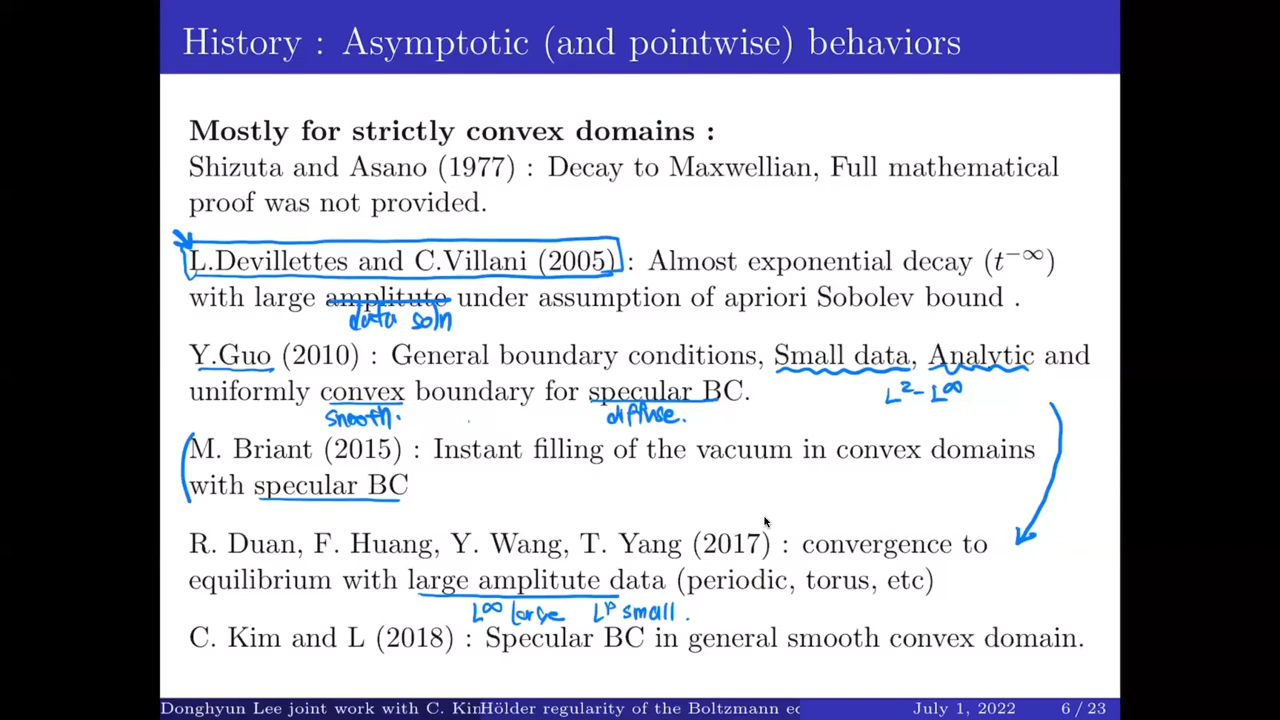 History : Asymptotic (and pointwise) behaviors
Mostly for strictly convex domains :
Shizuta and Asano (1977) : Decay to Maxwellian, Full mathematical
proof was not provided.
L.Devillettes and C.Villani (2005) : Almost exponential decay (t^{-∞})
with large amplitute under assumption of apriori Sobolev bound .
data soln
Y.Guo (2010) : General boundary conditions, Small data, Analytic and
uniformly convex boundary for specular BC.
L² - L^∞
smooth. diffuse.
M. Briant (2015) : Instant filling of the vacuum in convex domains
with specular BC
R. Duan, F. Huang, Y. Wang, T. Yang (2017) : convergence to
equilibrium with large amplitute data (periodic, torus, etc)
L^∞ large L^p small.
C. Kim and L (2018) : Specular BC in general smooth convex domain.
Donghyun Lee joint work with C. Kim Hölder regularity of the Boltzmann ec July 1, 2022 6 / 23